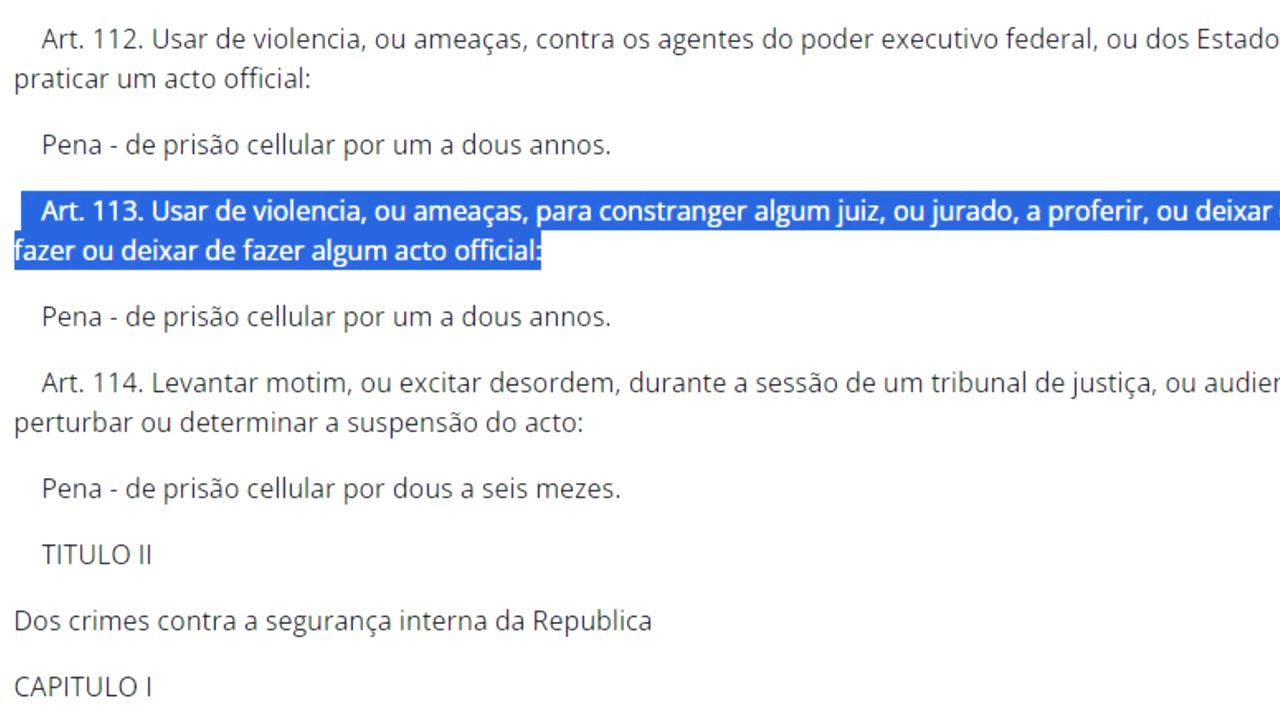 Art. 112. Usar de violencia, ou ameaças, contra os agentes do poder executivo federal, ou dos Estado
praticar um acto official:
Pena - de prisão cellular por um a dous annos.
Art. 113. Usar de violencia, ou ameaças, para constranger algum juiz, ou jurado, a proferir, ou deixar
fazer ou deixar de fazer algum acto official:
Pena - de prisão cellular por um a dous annos.
Art. 114. Levantar motim, ou excitar desordem, durante a sessão de um tribunal de justiça, ou
perturbar ou determinar a suspensão do acto:
Pena - de prisão cellular por dous a seis mezes.
TITULO II
Dos crimes contra a segurança interna da Republica
CAPITULO I